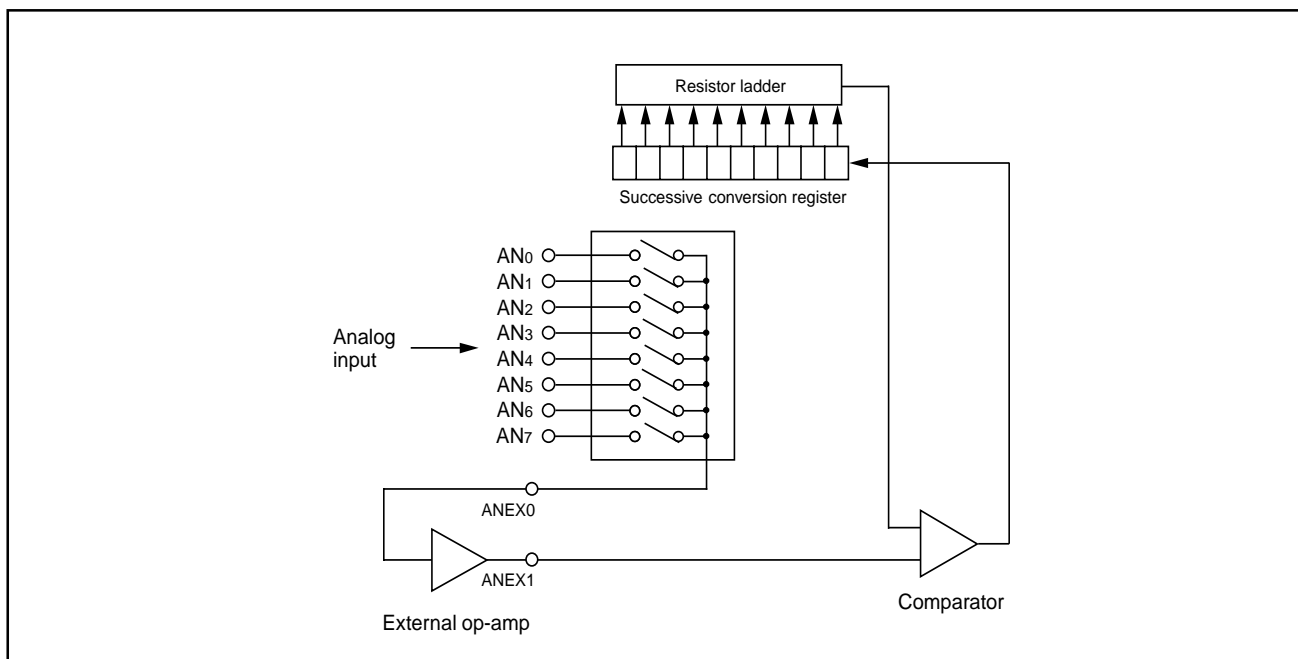 Resistor ladder
Successive conversion register
AN0
AN1
AN2
AN3
AN4
AN5
AN6
AN7
Analog
input
ANEX0
ANEX1
External op-amp
Comparator